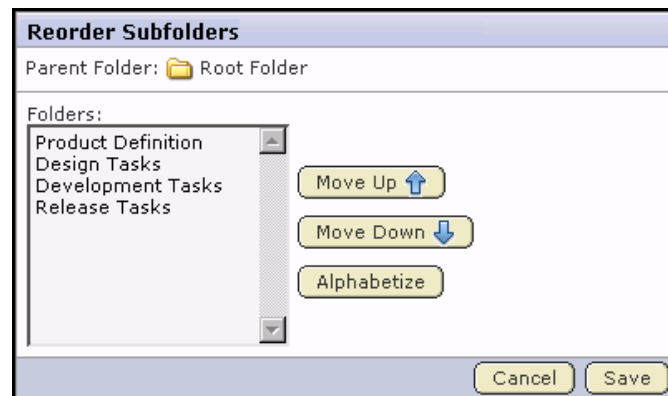 Reorder Subfolders
Parent Folder: Root Folder
Folders:
Product Definition
Design Tasks
Development Tasks
Release Tasks
Move Up
Move Down
Alphabetize
Cancel
Save